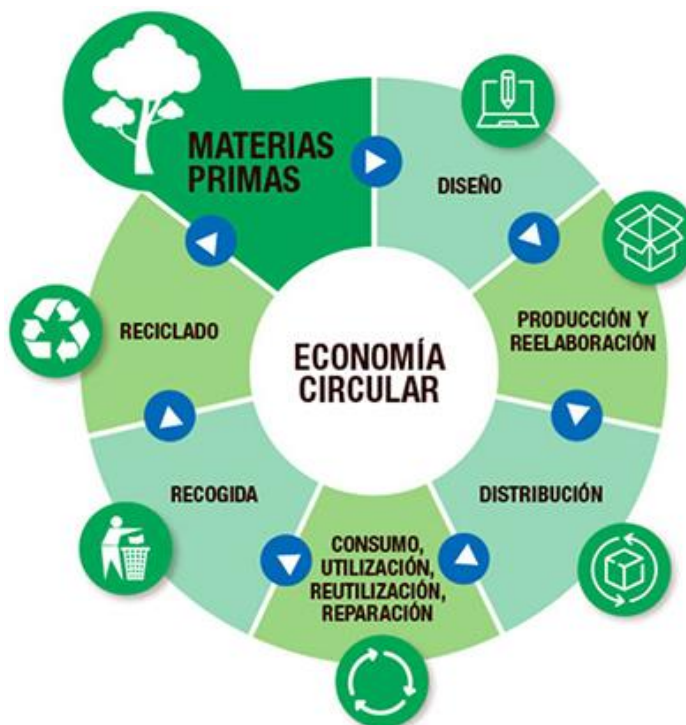 MATERIAS
PRIMAS
DISEÑO
PRODUCCIÓN Y
REELABORACIÓN
DISTRIBUCIÓN
CONSUMO,
UTILIZACIÓN,
REUTILIZACIÓN,
REPARACIÓN
RECOGIDA
RECICLADO
ECONOMÍA
CIRCULAR